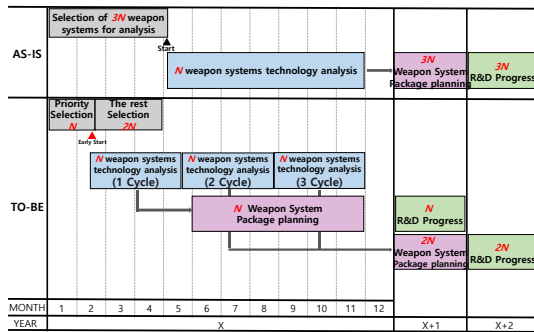 Selection of 3N weapon
systems for analysis
Start
AS-IS
N weapon systems technology analysis
3N
Weapon System
Package planning
3N
R&D Progress
Priority
Selection
N
The rest
Selection
2N
Early Start
N weapon systems
technology analysis
(1 Cycle)
N weapon systems
technology analysis
(2 Cycle)
N weapon systems
technology analysis
(3 Cycle)
TO-BE
N Weapon System
Package planning
N
R&D Progress
2N
Weapon System
Package planning
2N
R&D Progress
MONTH 1 2 3 4 5 6 7 8 9 10 11 12
YEAR X X+1 X+2